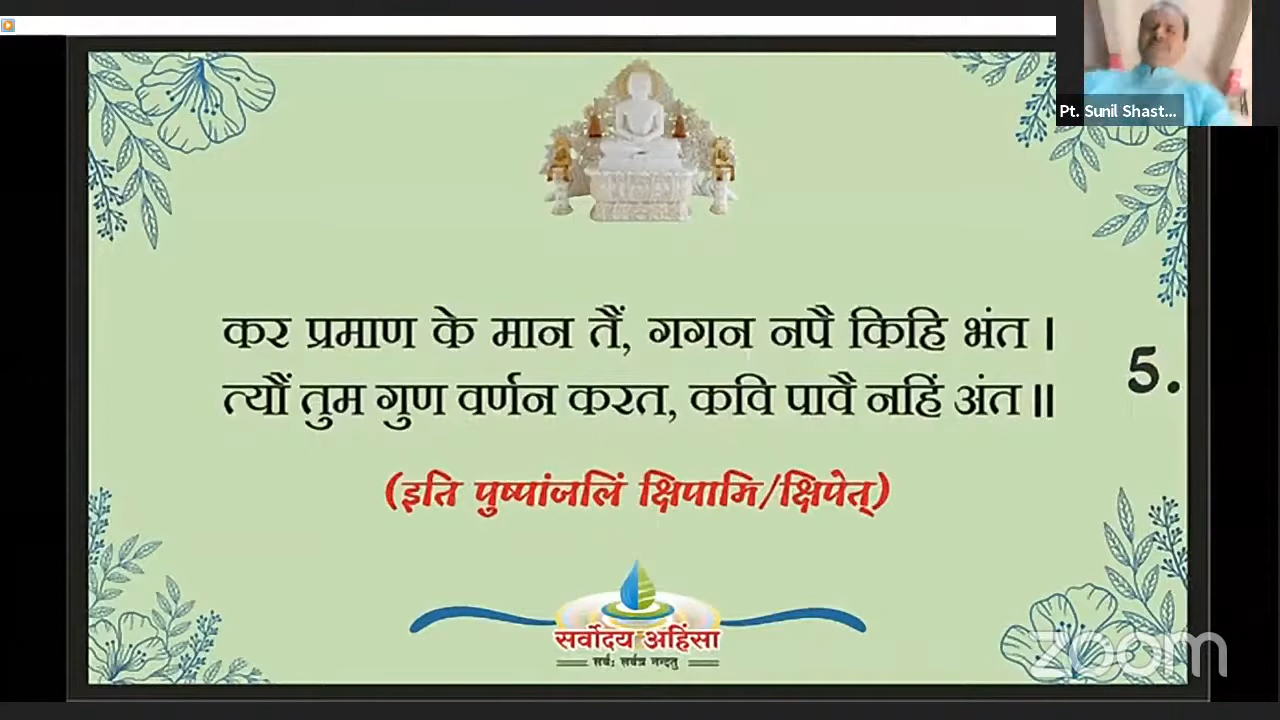 Pt. Sunil Shast...
कर प्रमाण के मान तैं, गगन नपै किहि भंत ।
त्यौं तुम गुण वर्णन करत, कवि पावै नहिं अंत ॥
5.
(इति पुष्पांजलिं क्षिपामि/क्षिपेत्)
सर्वोदय अहिंसा
सर्वे: सर्वत्र नन्दतु
zoom